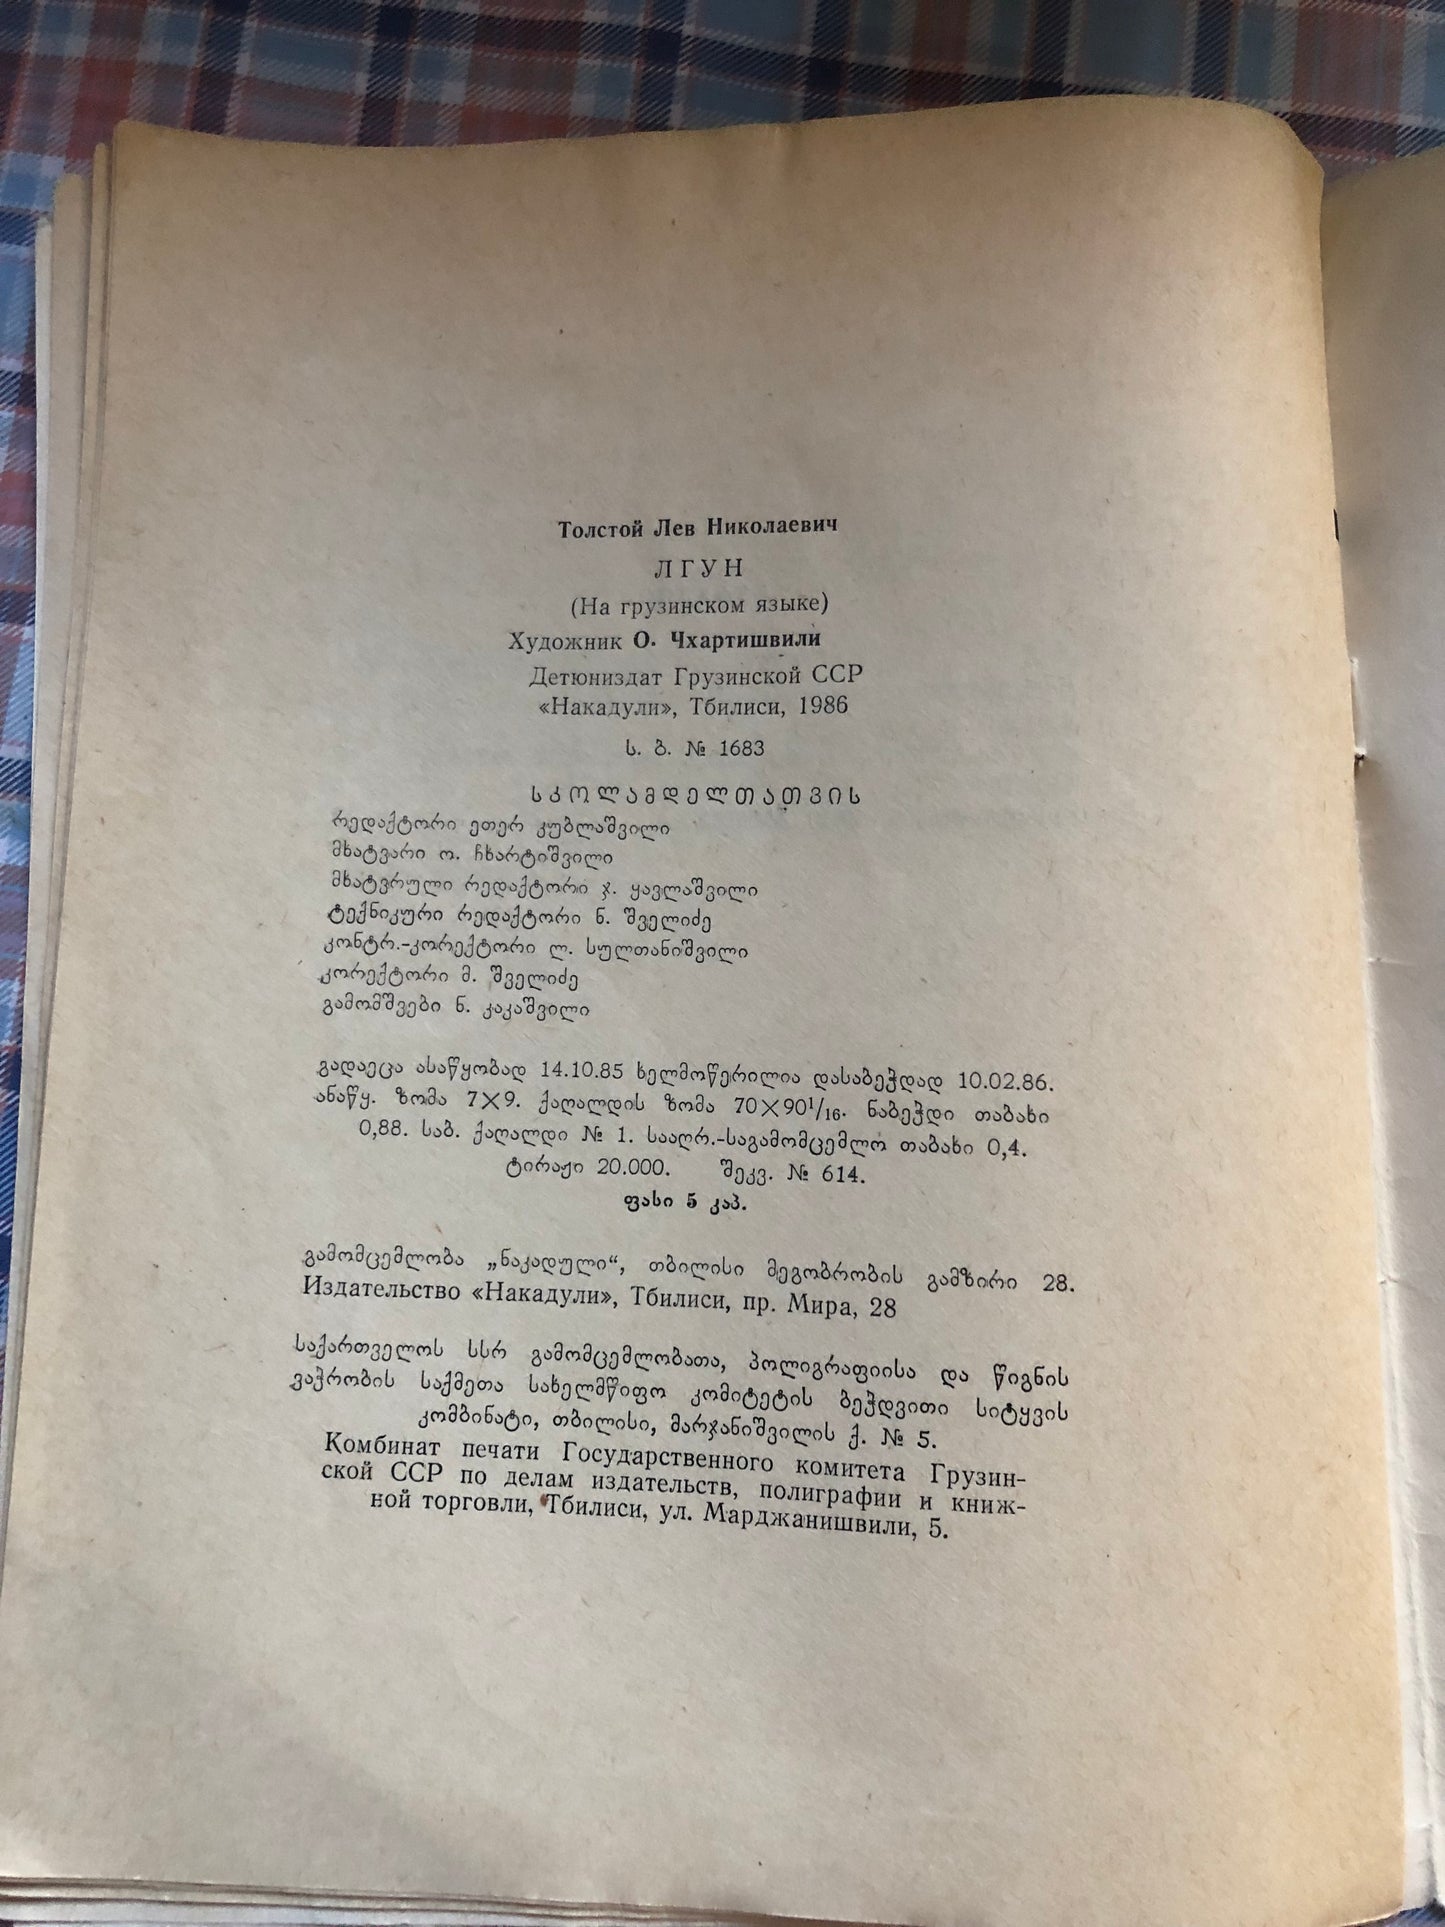 Толстой Лев Николаевич
ЛГУН
(На грузинском языке)
Художник О. Чхартишвили
Детюниздат Грузинской ССР
«Накадули», Тбилиси, 1986
ს. ბ. № 1683
სკოლამდელთათვის
რედაქტორი ეთერ კუბლაშვილი
მხატვარი ო. ჩხარტიშვილი
მხატვრული რედაქტორი ჯ. ყავლაშვილი
ტექნიკური რედაქტორი ნ. შველიძე
კონტრ.-კორექტორი ლ. სულთანიშვილი
კორექტორი მ. შველიძე
გამომშვები ნ. კაკაშვილი
გადაეცა ასაწყობად 14.10.85 ხელმოწერილია დასაბეჭდად 10.02.86.
ანაწყ. ზომა 7×9. ქაღალდის ზომა 70×90¹/₁₆. ნაბეჭდი თაბახი
0,88. საბ. ქაღალდი № 1. სააღრ.-საგამომცემლო თაბახი 0,4.
ტირაჟი 20.000. შეკვ. № 614.
ფასი 5 კაპ.
გამომცემლობა „ნაკადული“, თბილისი მეგობრობის გამზირი 28.
Издательство «Накадули», Тбилиси, пр. Мира, 28
საქართველოს სსრ გამომცემლობათა, პოლიგრაფიისა და წიგნის
ვაჭრობის საქმეთა სახელმწიფო კომიტეტის ბეჭდვითი სიტყვის
კომბინატი, თბილისი, მარჯანიშვილის ქ. № 5.
Комбинат печати Государственного комитета Грузин-
ской ССР по делам издательств, полиграфии и книж-
ной торговли, Тбилиси, ул. Марджанишвили, 5.